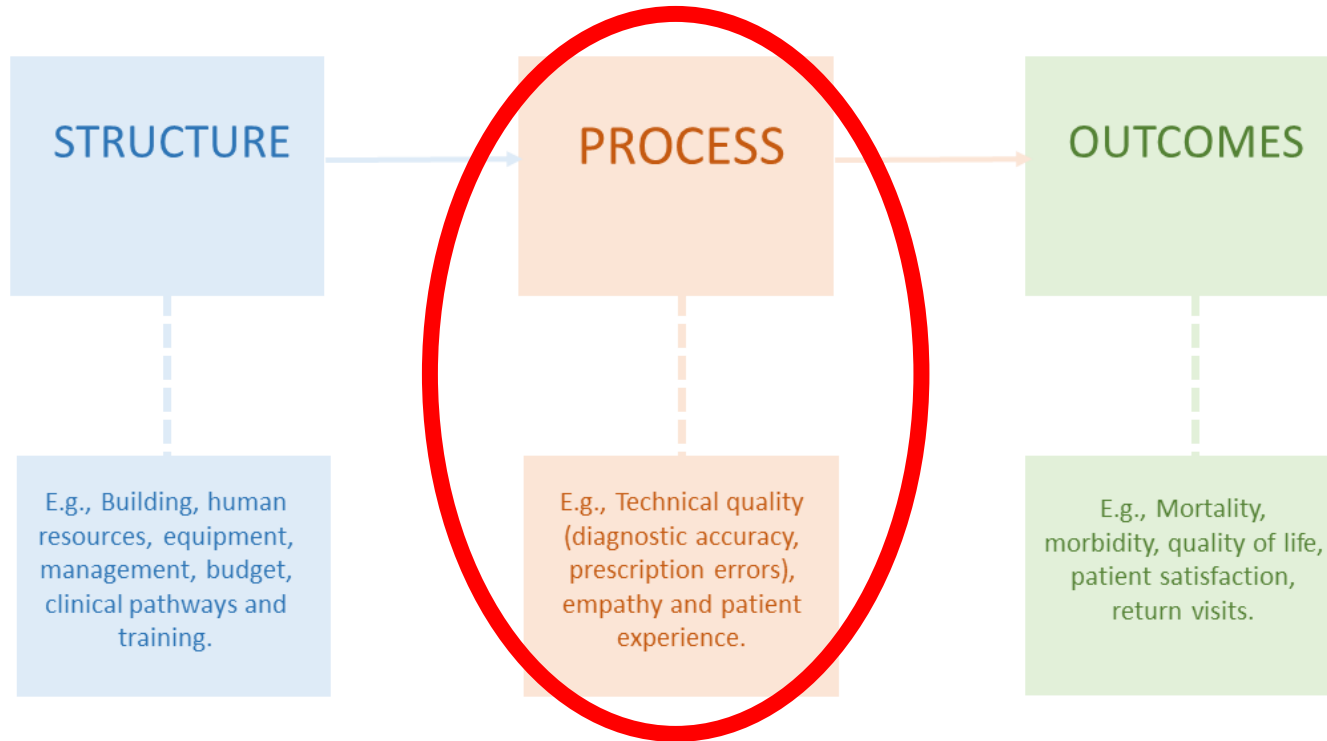 STRUCTURE
PROCESS
OUTCOMES
E.g., Building, human
resources, equipment,
management, budget,
clinical pathways and
training.
E.g., Technical quality
(diagnostic accuracy,
prescription errors),
empathy and patient
experience.
E.g., Mortality,
morbidity, quality of life,
patient satisfaction,
return visits.